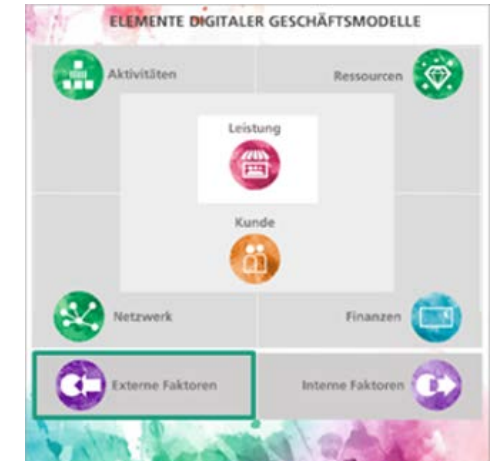 ELEMENTE DIGITALER GESCHÄFTSMODELLE
Aktivitäten
Ressourcen
Leistung
Kunde
Netzwerk
Finanzen
Externe Faktoren
Interne Faktoren